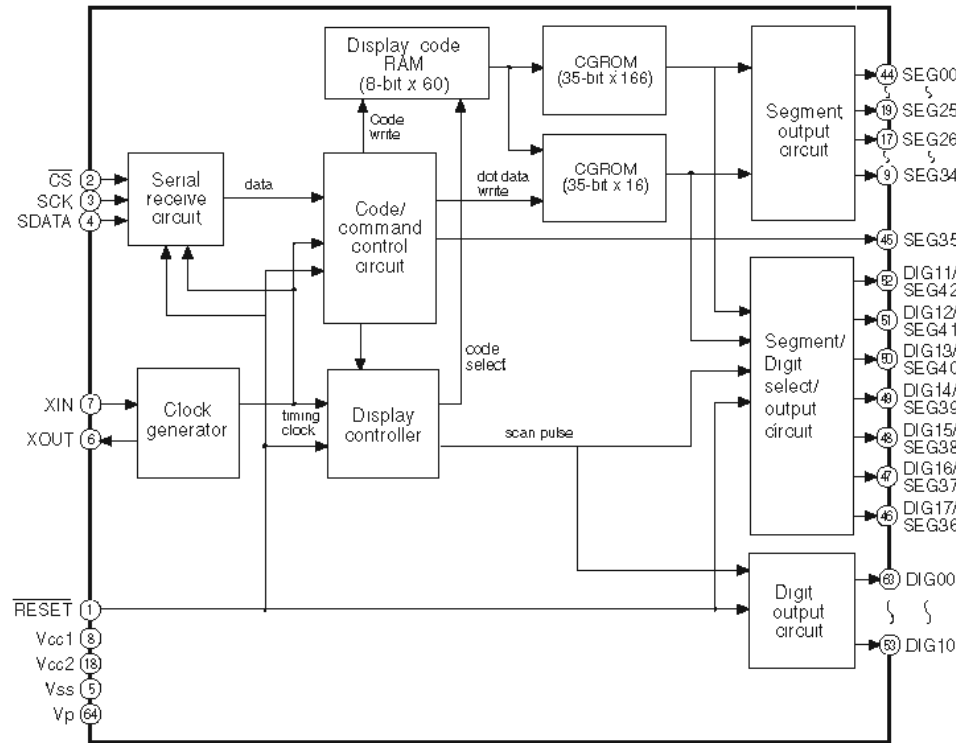 Display code
RAM
(8-bit x 60)
CGROM
(35-bit x 166)
Segment
output
circuit
44 SEG00
19 SEG25
17 SEG26
9 SEG34
Code
write
CS 2
SCK 3
SDATA 4
Serial
receive
circuit
data
Code/
command
control
circuit
dot data
write
CGROM
(35-bit x 16)
45 SEG35
52 DIG11/
SEG42
51 DIG12/
SEG41
50 DIG13/
SEG40
49 DIG14/
SEG39
48 DIG15/
SEG38
47 DIG16/
SEG37
46 DIG17/
SEG36
Segment/
Digit
select/
output
circuit
code
select
XIN 7
XOUT 6
Clock
generator
timing
clock
Display
controller
scan pulse
RESET 1
Vcc1 8
Vcc2 18
Vss 5
Vp 64
Digit
output
circuit
63 DIG00
53 DIG10